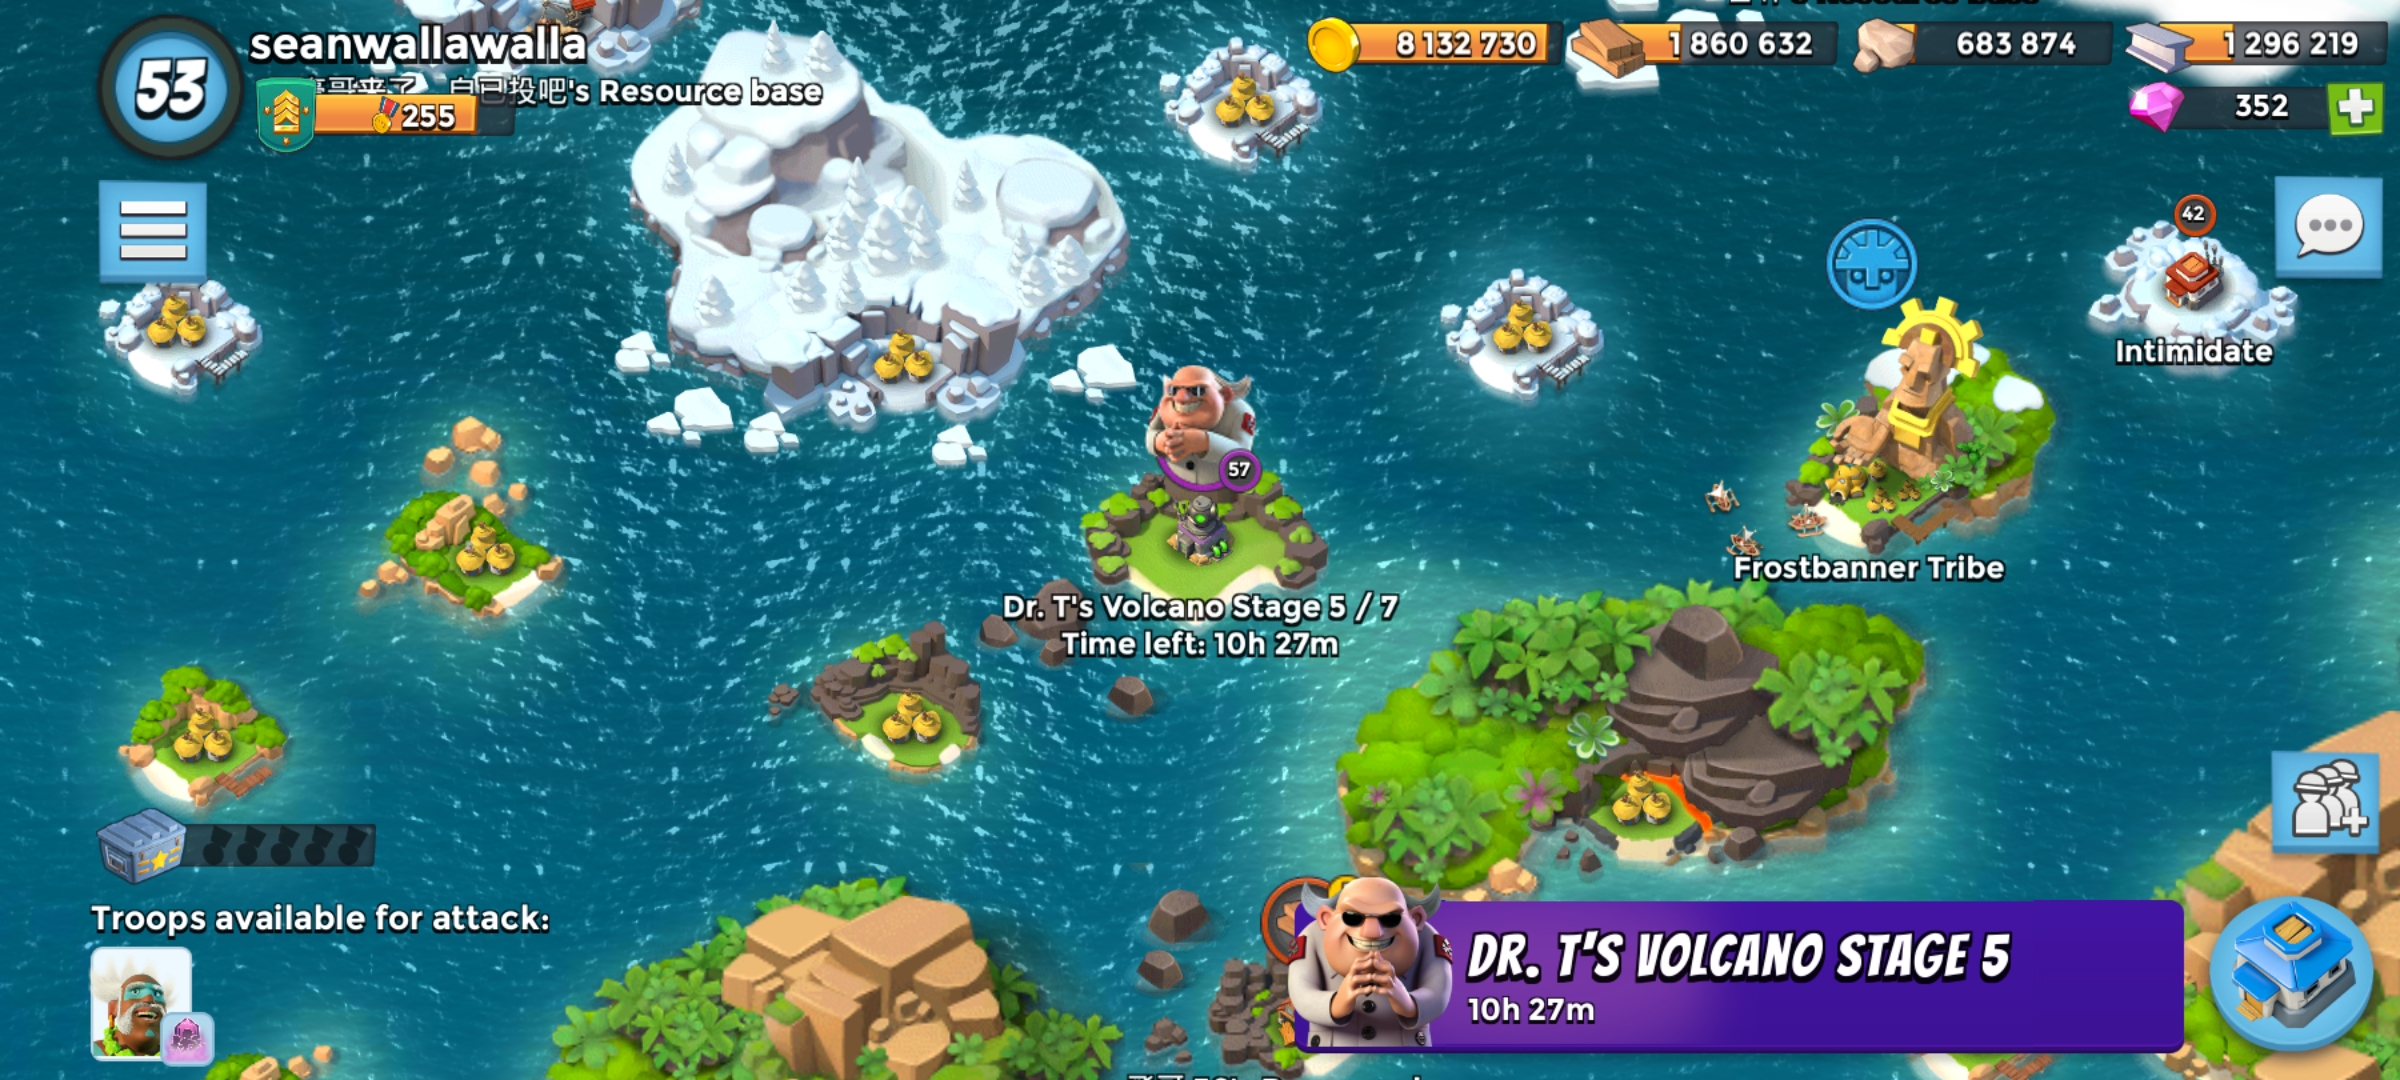 53
seanwallawalla
白已投吧's Resource base
255
8 132 730
1 860 632
683 874
1 296 219
352
42
Intimidate
57
Frostbanner Tribe
Dr. T's Volcano Stage 5 / 7
Time left: 10h 27m
Troops available for attack:
DR. T'S VOLCANO STAGE 5
10h 27m